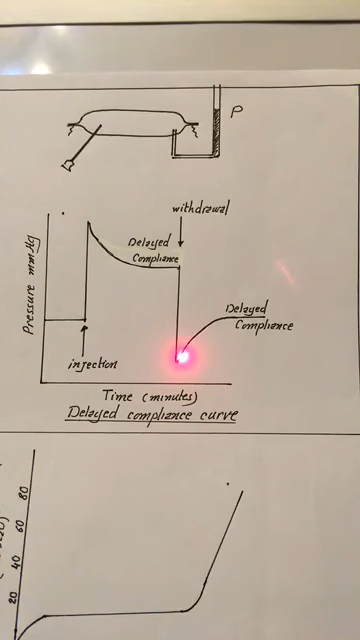 P
withdrawal
Delayed
Compliance
Delayed
Compliance
Pressure mmHg
injection
Time (minutes)
Delayed compliance curve
80
60
40
20